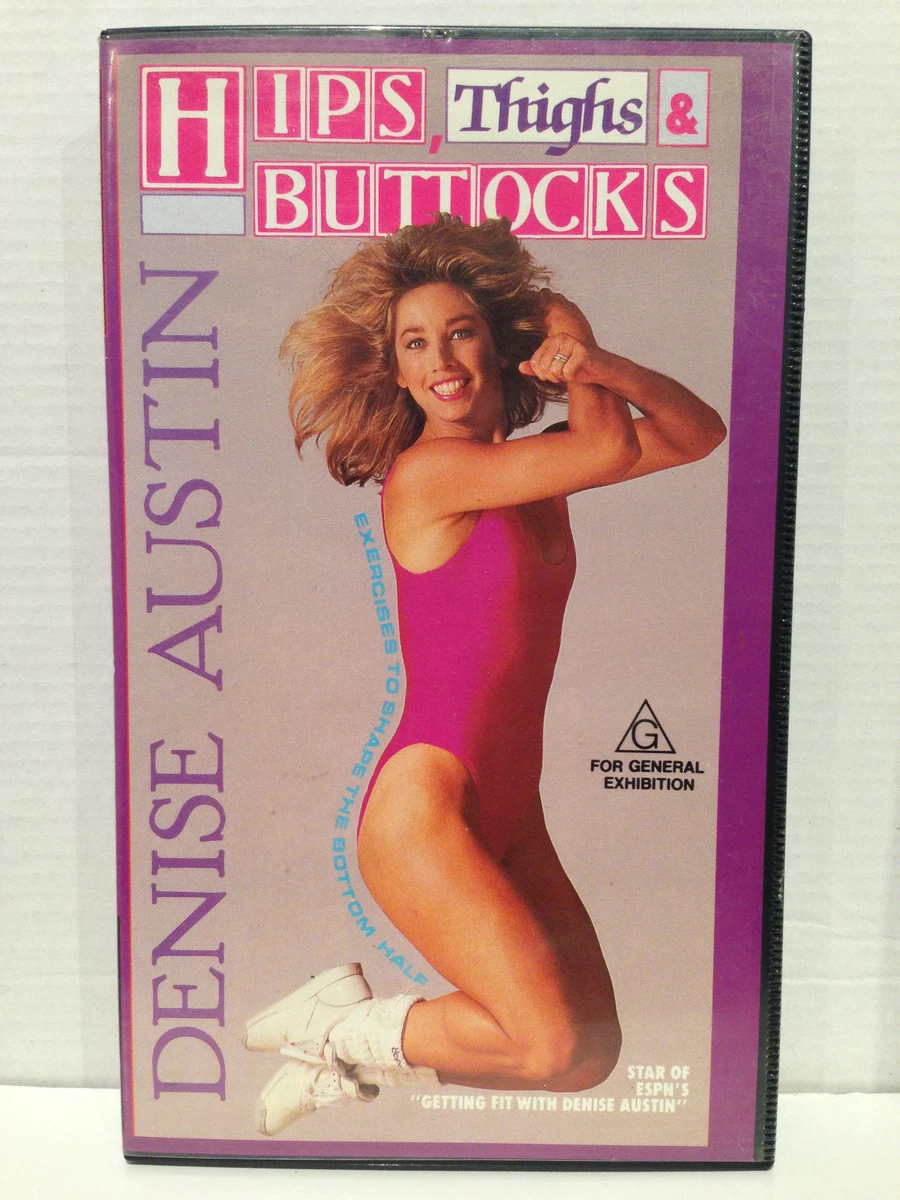 HIPS, Thighs &
BUTTOCKS
DENISE AUSTIN
EXERCISES TO SHAPE THE BOTTOM HALF
G
FOR GENERAL
EXHIBITION
STAR OF
ESPN'S
"GETTING FIT WITH DENISE AUSTIN"